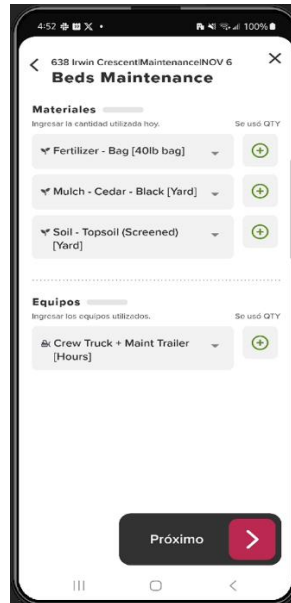 4:52
100%
638 Irwin Crescent|Maintenance|NOV 6
Beds Maintenance
Materiales
Ingresar la cantidad utilizada hoy. Se usó QTY
Fertilizer - Bag [40lb bag]
Mulch - Cedar - Black [Yard]
Soil - Topsoil (Screened)
[Yard]
Equipos
Ingresar los equipos utilizados. Se usó QTY
Crew Truck + Maint Trailer
[Hours]
Próximo